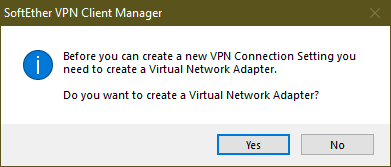 SoftEther VPN Client Manager
Before you can create a new VPN Connection Setting you
need to create a Virtual Network Adapter.
Do you want to create a Virtual Network Adapter?
Yes
No